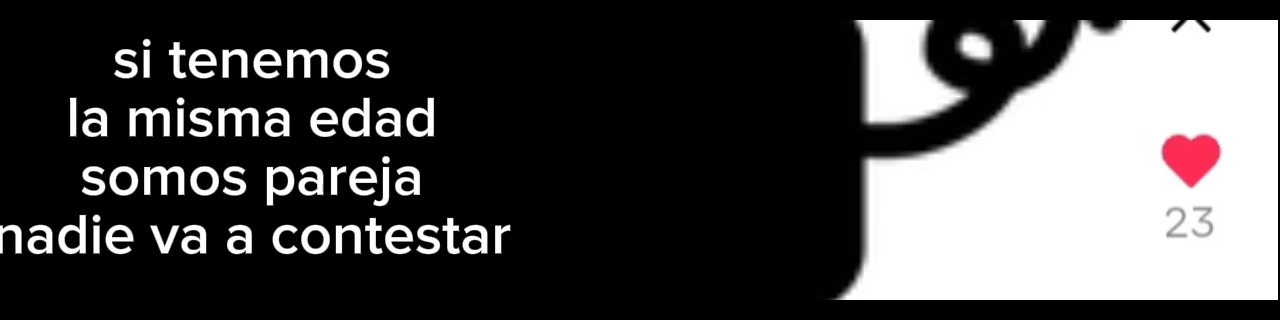 si tenemos
la misma edad
somos pareja
nadie va a contestar
23